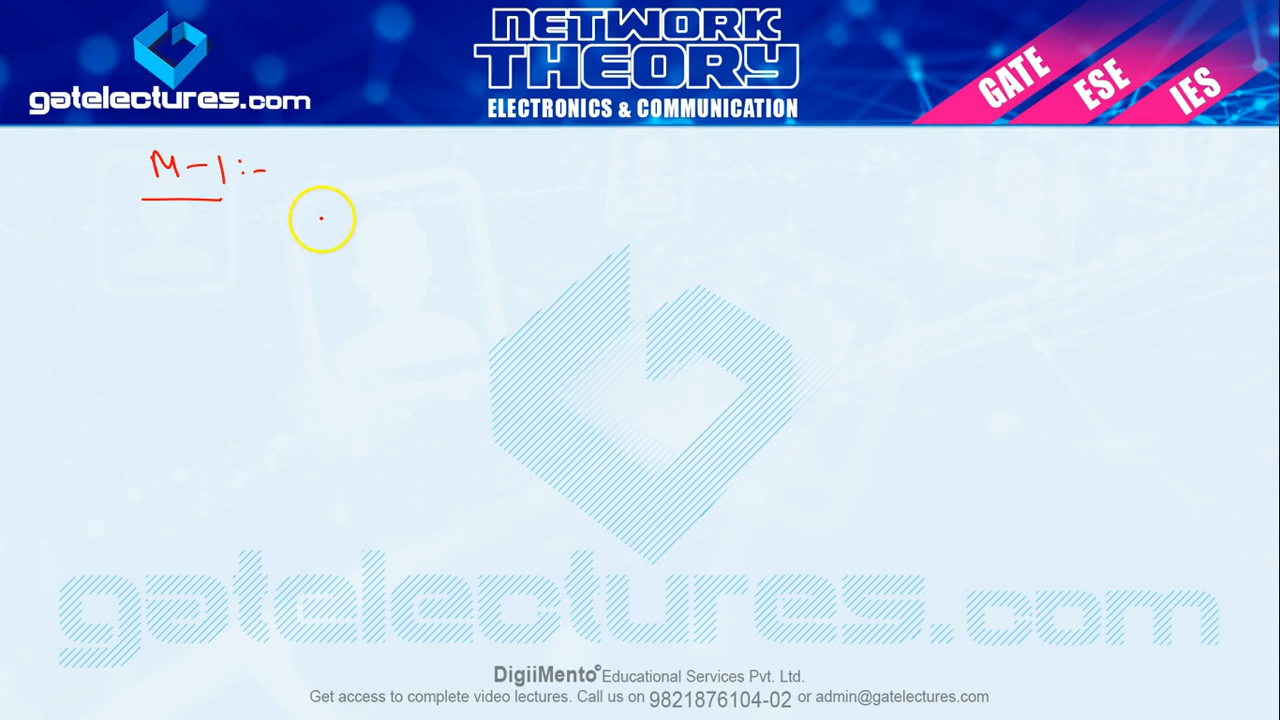 gatelectures.com
NETWORK
THEORY
ELECTRONICS & COMMUNICATION
GATE
ESE
IES
M-1:-
gatelectures.com
DigiiMento© Educational Services Pvt. Ltd.
Get access to complete video lectures. Call us on 9821876104-02 or admin@gatelectures.com